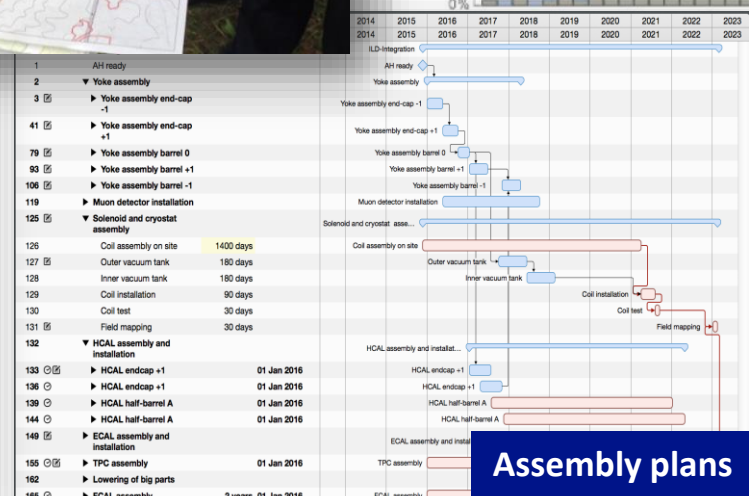 0%
2014 2015 2016 2017 2018 2019 2020 2021 2022 2023
2014 2015 2016 2017 2018 2019 2020 2021 2022 2023
ILD-Integration
1 AH ready AH ready
2 ▼ Yoke assembly Yoke assembly
3 ▶ Yoke assembly end-cap
-1
Yoke assembly end-cap -1
41 ▶ Yoke assembly end-cap
+1
Yoke assembly end-cap +1
79 ▶ Yoke assembly barrel 0 Yoke assembly barrel 0
93 ▶ Yoke assembly barrel +1 Yoke assembly barrel +1
106 ▶ Yoke assembly barrel -1 Yoke assembly barrel -1
119 ▶ Muon detector installation Muon detector installation
125 ▼ Solenoid and cryostat
assembly
Solenoid and cryostat asse...
126 Coil assembly on site 1400 days Coil assembly on site
127 Outer vacuum tank 180 days Outer vacuum tank
128 Inner vacuum tank 180 days Inner vacuum tank
129 Coil installation 90 days Coil installation
130 Coil test 30 days Coil test
131 Field mapping 30 days Field mapping
132 ▼ HCAL assembly and
installation
HCAL assembly and installat...
133 ▶ HCAL endcap +1 01 Jan 2016 HCAL endcap +1
136 ▶ HCAL endcap +1 01 Jan 2016 HCAL endcap +1
139 ▶ HCAL half-barrel A 01 Jan 2016 HCAL half-barrel A
144 ▶ HCAL half-barrel A 01 Jan 2016 HCAL half-barrel A
149 ▶ ECAL assembly and
installation
ECAL assembly and instal
155 ▶ TPC assembly 01 Jan 2016 TPC assembly
162 ▶ Lowering of big parts
Assembly plans